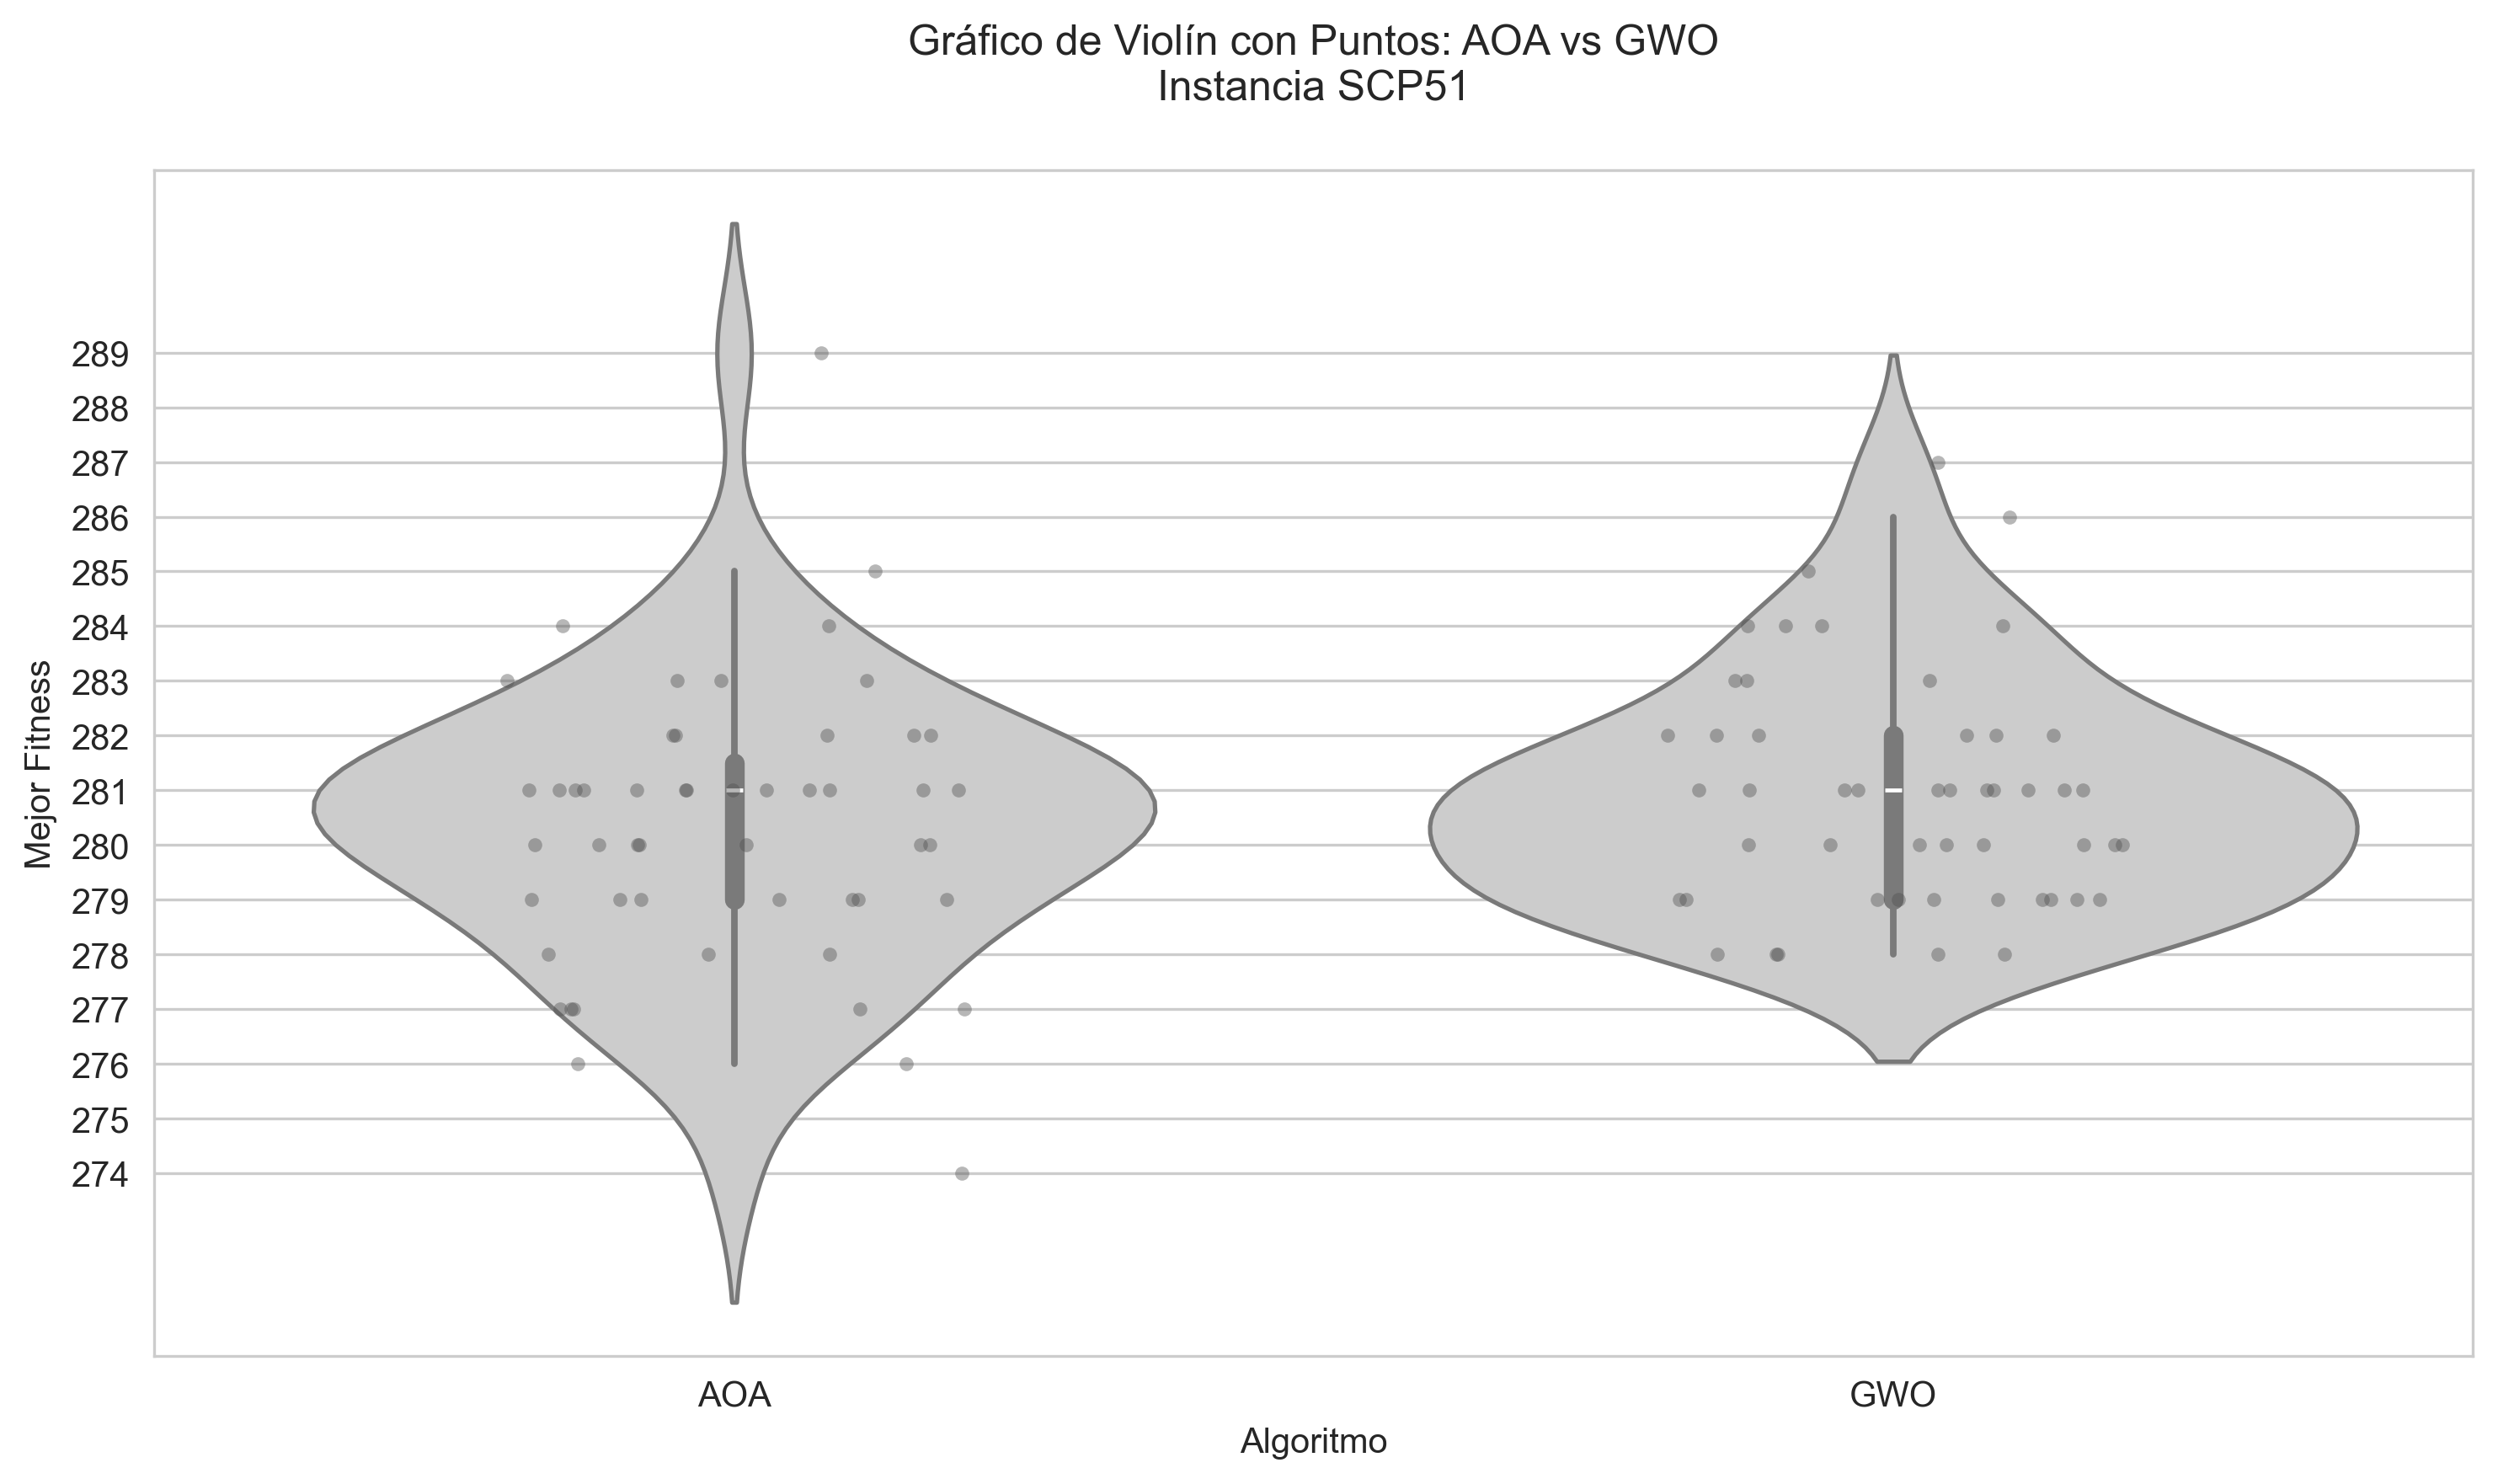 Gráfico de Violín con Puntos: AOA vs GWO
Instancia SCP51
Mejor Fitness
289
288
287
286
285
284
283
282
281
280
279
278
277
276
275
274
AOA
GWO
Algoritmo